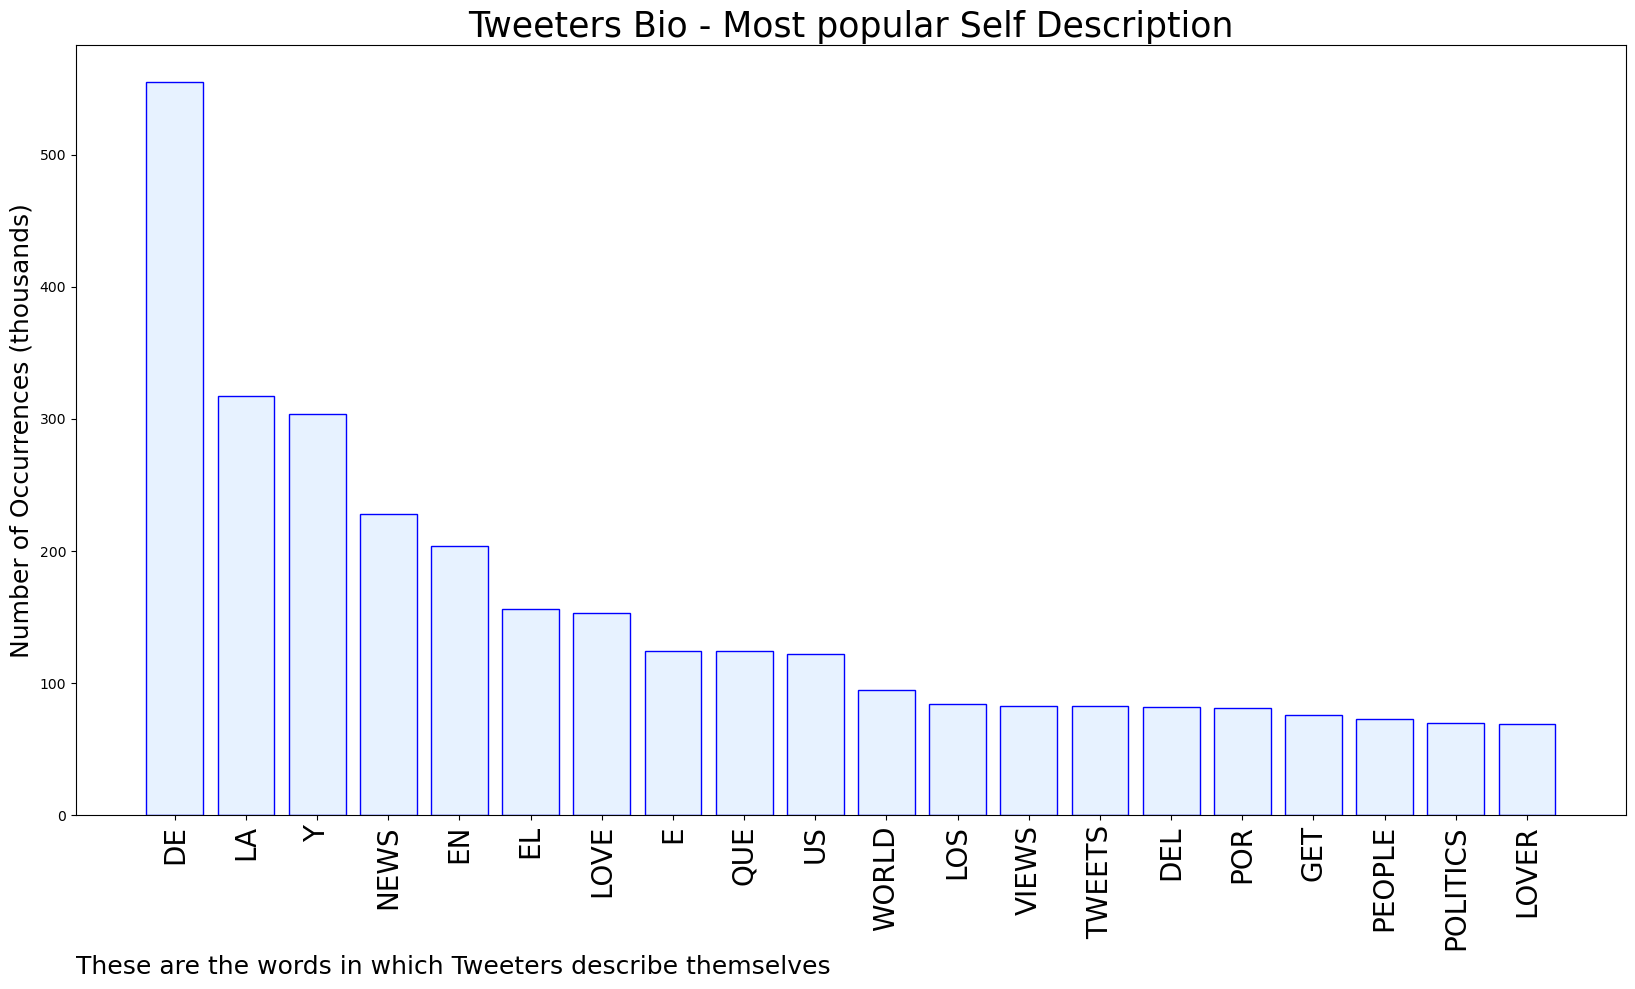 Tweeters Bio - Most popular Self Description
Number of Occurrences (thousands)
500
400
300
200
100
0
DE
LA
Y
NEWS
EN
EL
LOVE
E
QUE
US
WORLD
LOS
VIEWS
TWEETS
DEL
POR
GET
PEOPLE
POLITICS
LOVER
These are the words in which Tweeters describe themselves